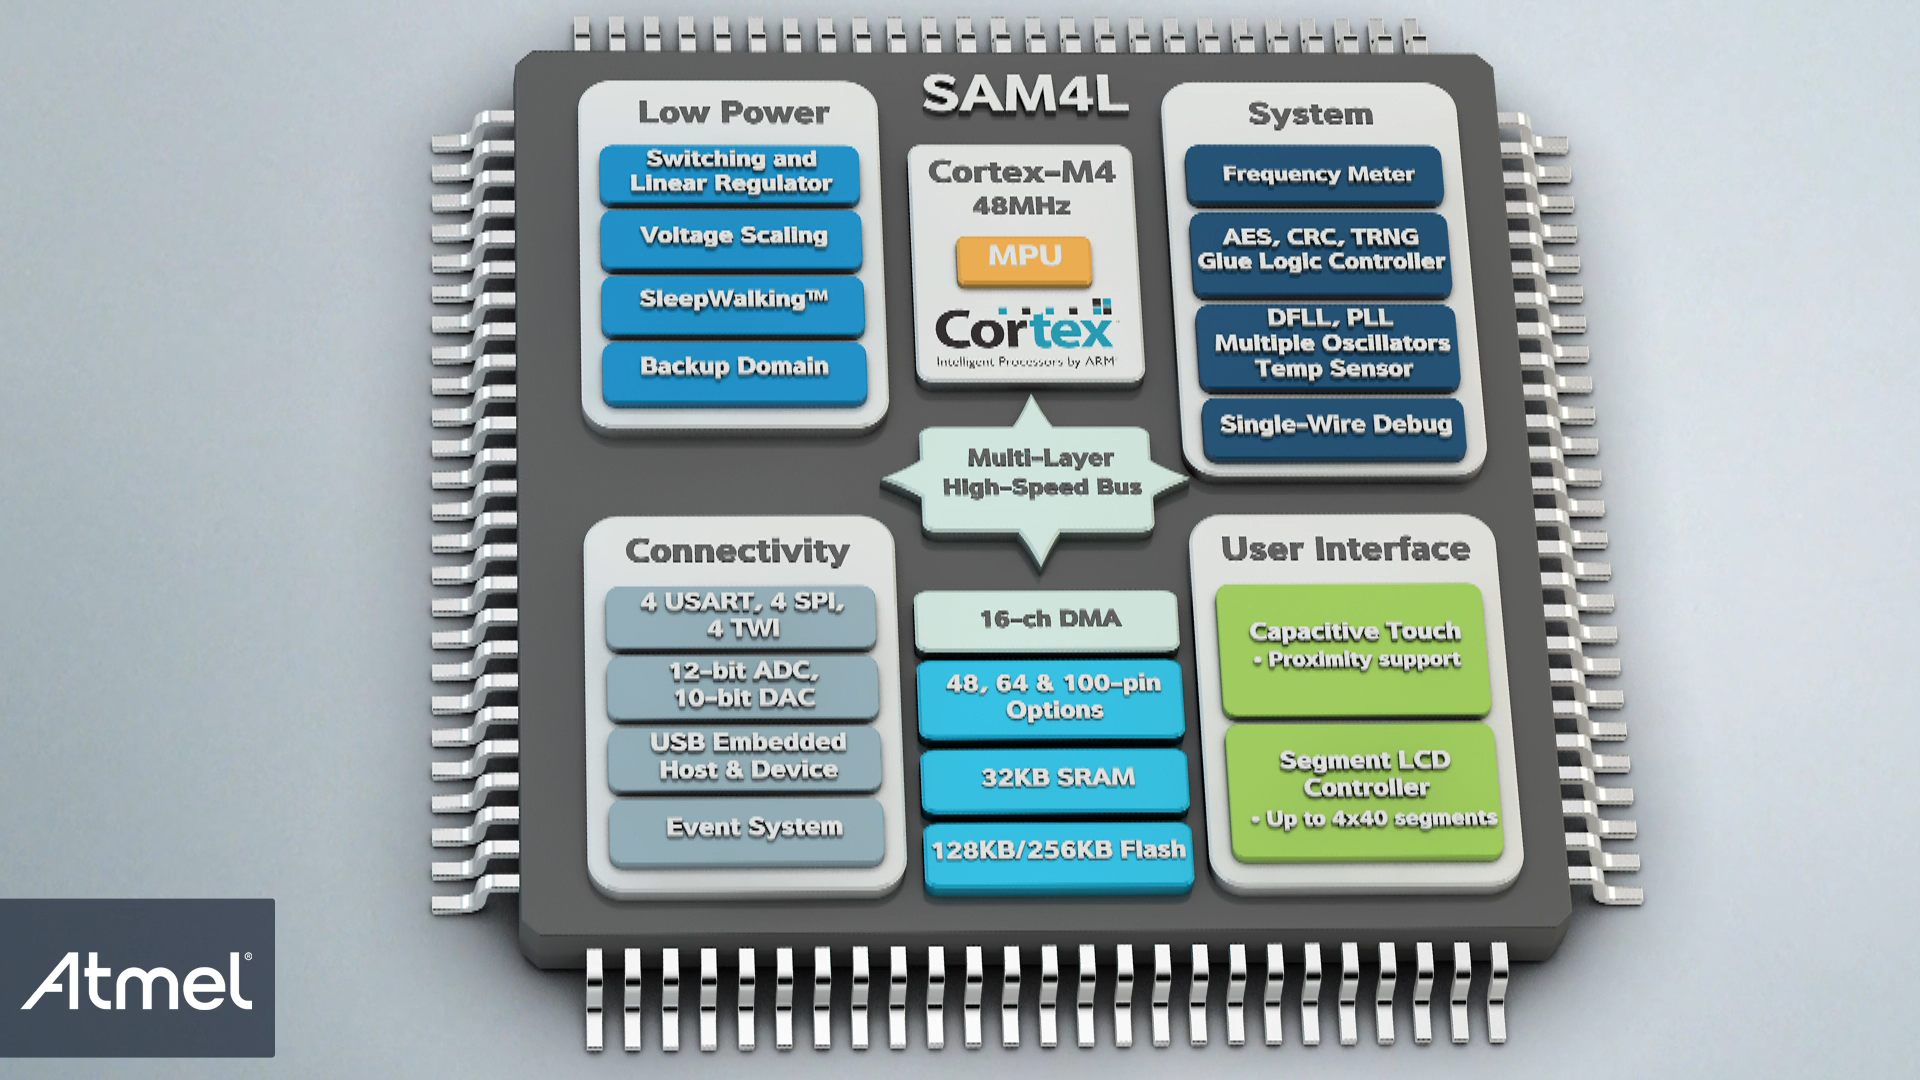 SAM4L
Low Power
Switching and
Linear Regulator
Voltage Scaling
SleepWalking™
Backup Domain
Cortex-M4
48MHz
MPU
Cortex
Intelligent Processors by ARM
System
Frequency Meter
AES, CRC, TRNG
Glue Logic Controller
DFLL, PLL
Multiple Oscillators
Temp Sensor
Single-Wire Debug
Multi-Layer
High-Speed Bus
Connectivity
4 USART, 4 SPI,
4 TWI
12-bit ADC,
10-bit DAC
USB Embedded
Host & Device
Event System
16-ch DMA
48, 64 & 100-pin
Options
32KB SRAM
128KB/256KB Flash
User Interface
Capacitive Touch
• Proximity support
Segment LCD
Controller
• Up to 4x40 segments
Atmel®